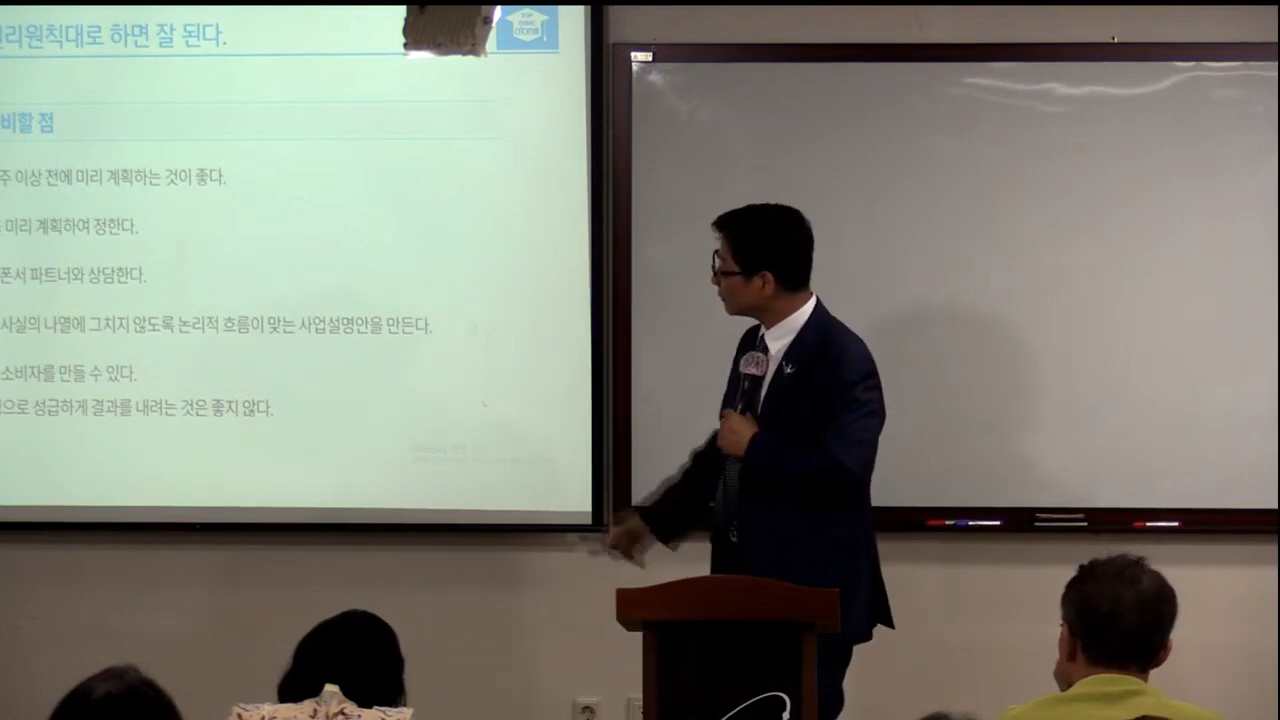 리원칙대로 하면 잘 된다.
비할 점
주 이상 전에 미리 계획하는 것이 좋다.
미리 계획하여 정한다.
폰서 파트너와 상담한다.
사실의 나열에 그치지 않도록 논리적 흐름이 맞는 사업설명안을 만든다.
소비자를 만들 수 있다.
으로 성급하게 결과를 내려는 것은 좋지 않다.